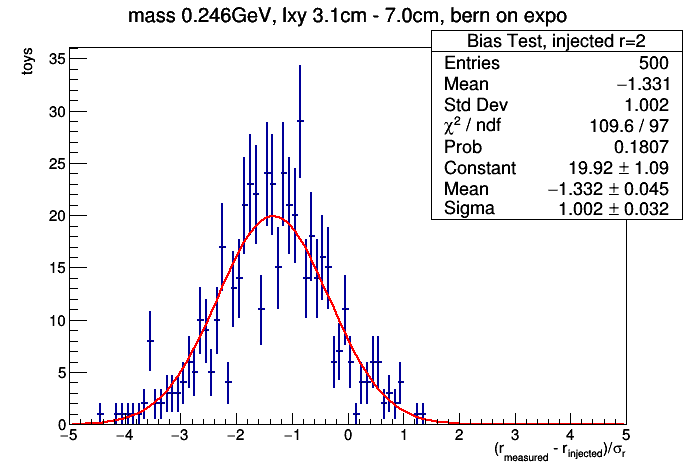 mass 0.246GeV, lxy 3.1cm - 7.0cm, bern on expo
toys
Bias Test, injected r=2
Entries 500
Mean −1.331
Std Dev 1.002
χ² / ndf 109.6 / 97
Prob 0.1807
Constant 19.92 ± 1.09
Mean −1.332 ± 0.045
Sigma 1.002 ± 0.032
35
30
25
20
15
10
5
0
−5 −4 −3 −2 −1 0 1 2 3 4 5
(r_measured - r_injected)/σ_r